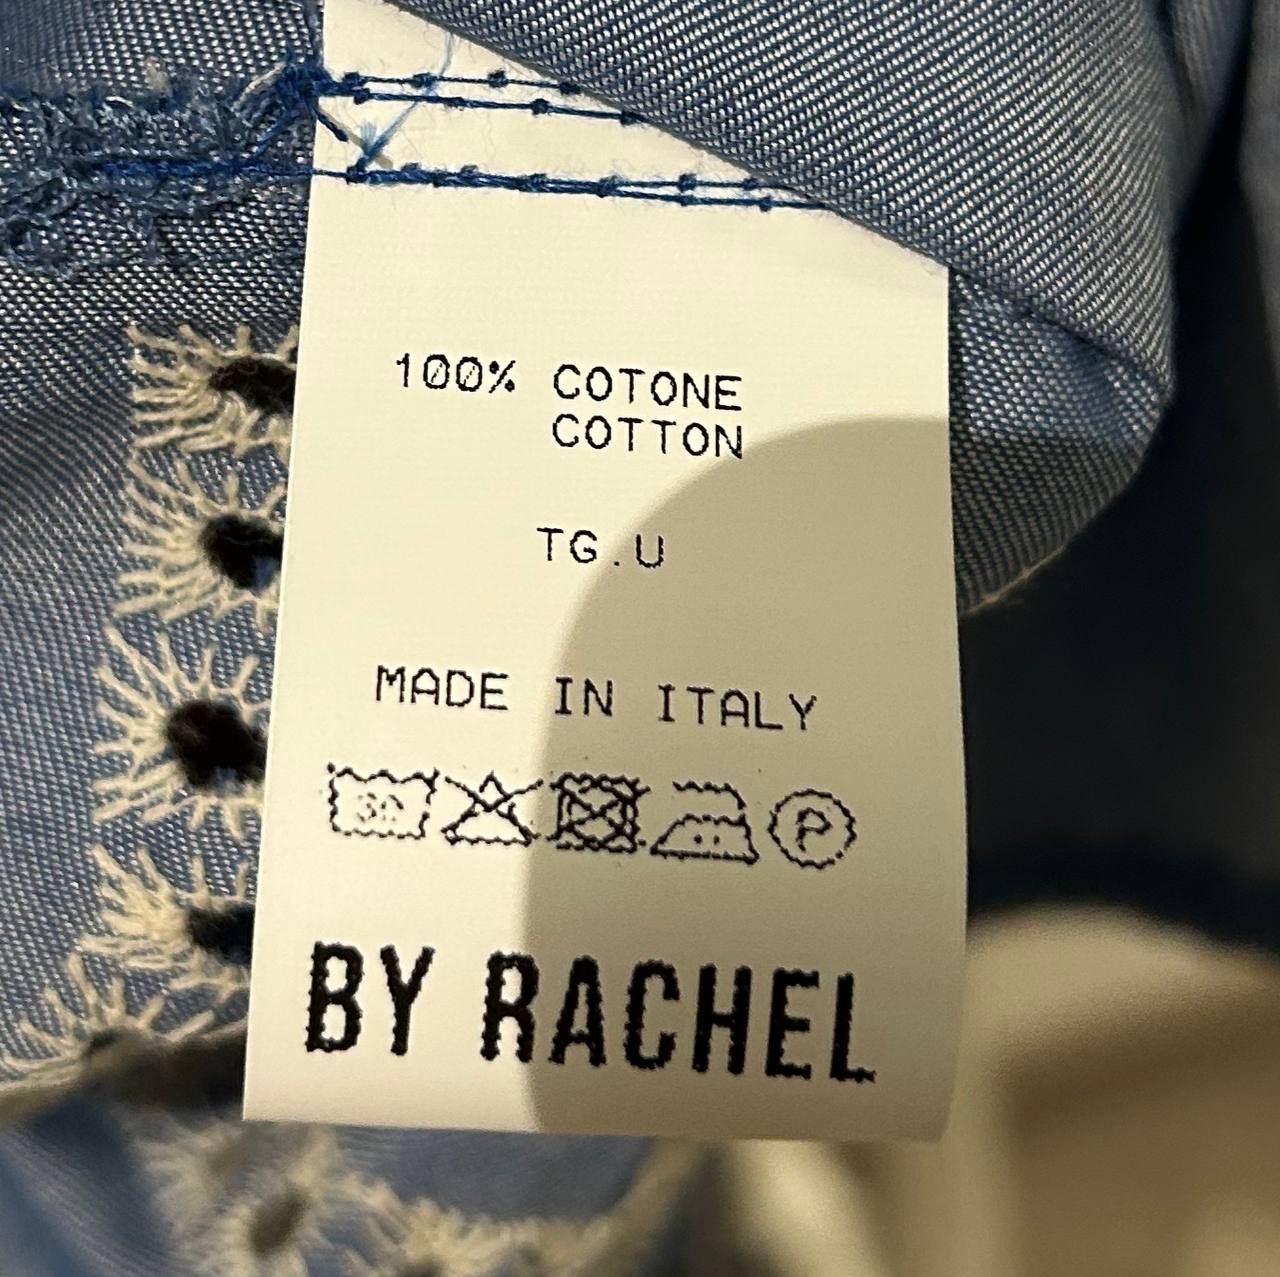 100% COTONE
COTTON
TG.U
MADE IN ITALY
30 P
BY RACHEL